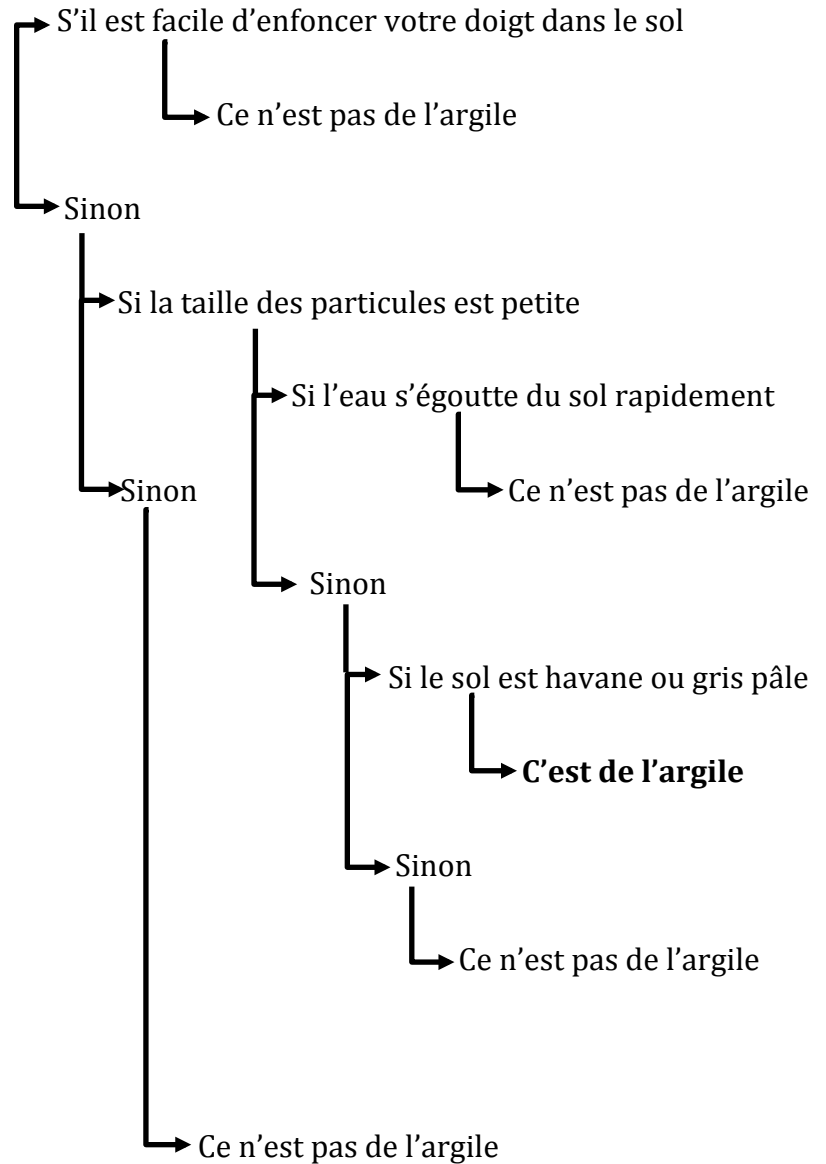 S’il est facile d’enfoncer votre doigt dans le sol
Ce n’est pas de l’argile
Sinon
Si la taille des particules est petite
Si l’eau s’égoutte du sol rapidement
Sinon
Ce n’est pas de l’argile
Sinon
Si le sol est havane ou gris pâle
C’est de l’argile
Sinon
Ce n’est pas de l’argile
Ce n’est pas de l’argile